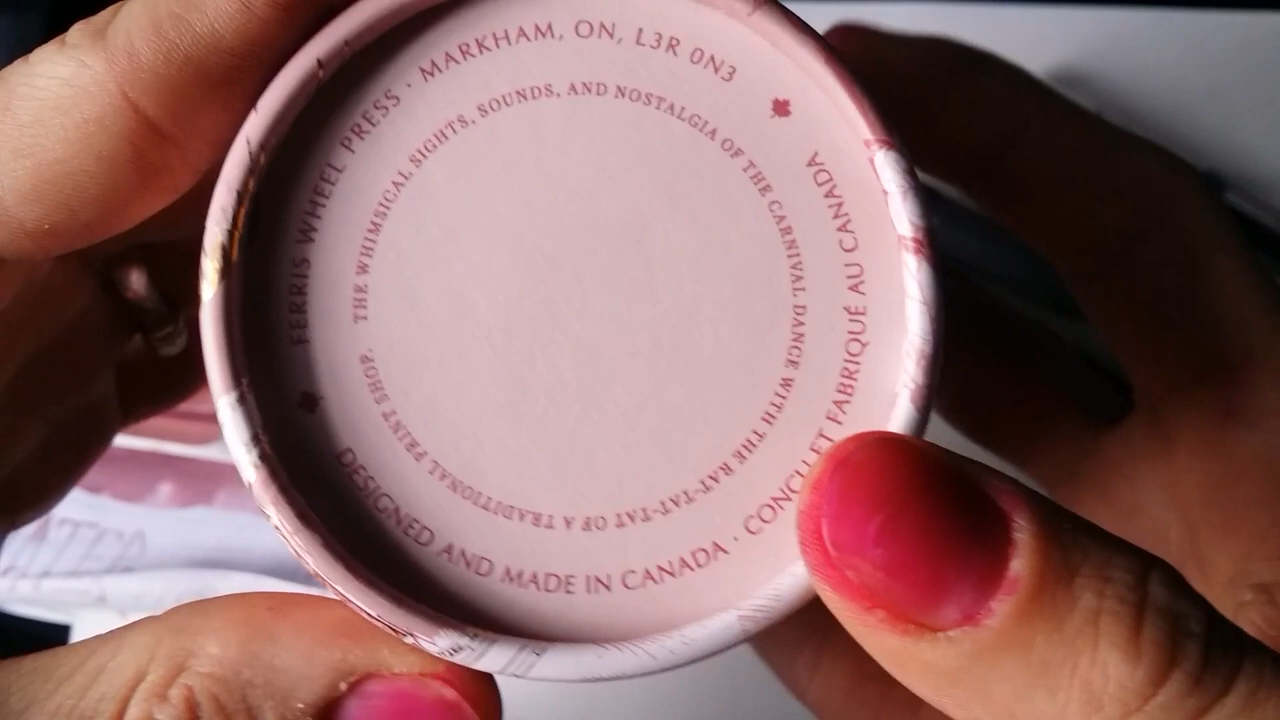 FERRIS WHEEL PRESS · MARKHAM, ON, L3R 0N3
DESIGNED AND MADE IN CANADA · ET FABRIQUÉ AU CANADA
THE WHIMSICAL SIGHTS, SOUNDS, AND NOSTALGIA OF THE CARNIVAL DANCE WITH THE RAT-TAT-TAT OF A TRADITIONAL PRINT SHOP.